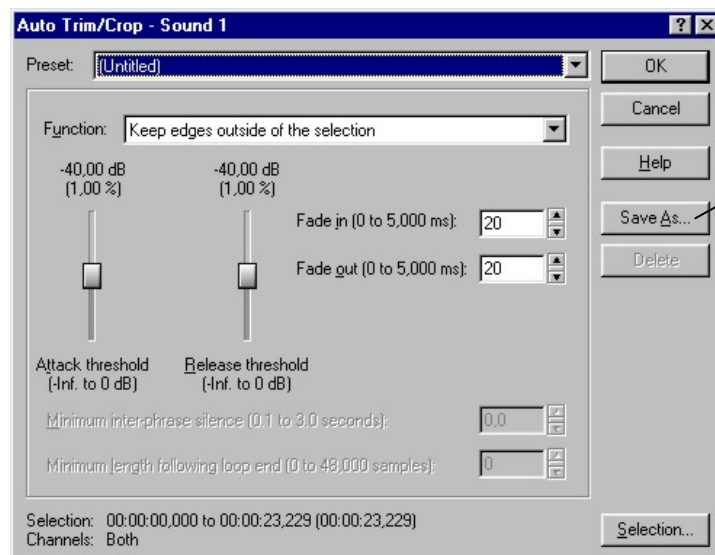 Auto Trim/Crop - Sound 1
Preset: (Untitled)
OK
Cancel
Function: Keep edges outside of the selection
Help
-40,00 dB -40,00 dB
(1,00 %) (1,00 %)
Fade in (0 to 5,000 ms): 20
Save As...
Fade out (0 to 5,000 ms): 20
Delete
Attack threshold Release threshold
(-Inf. to 0 dB) (-Inf. to 0 dB)
Minimum inter-phrase silence (0.1 to 3.0 seconds): 0,0
Minimum length following loop end (0 to 48,000 samples): 0
Selection: 00:00:00,000 to 00:00:23,229 (00:00:23,229)
Channels: Both
Selection...